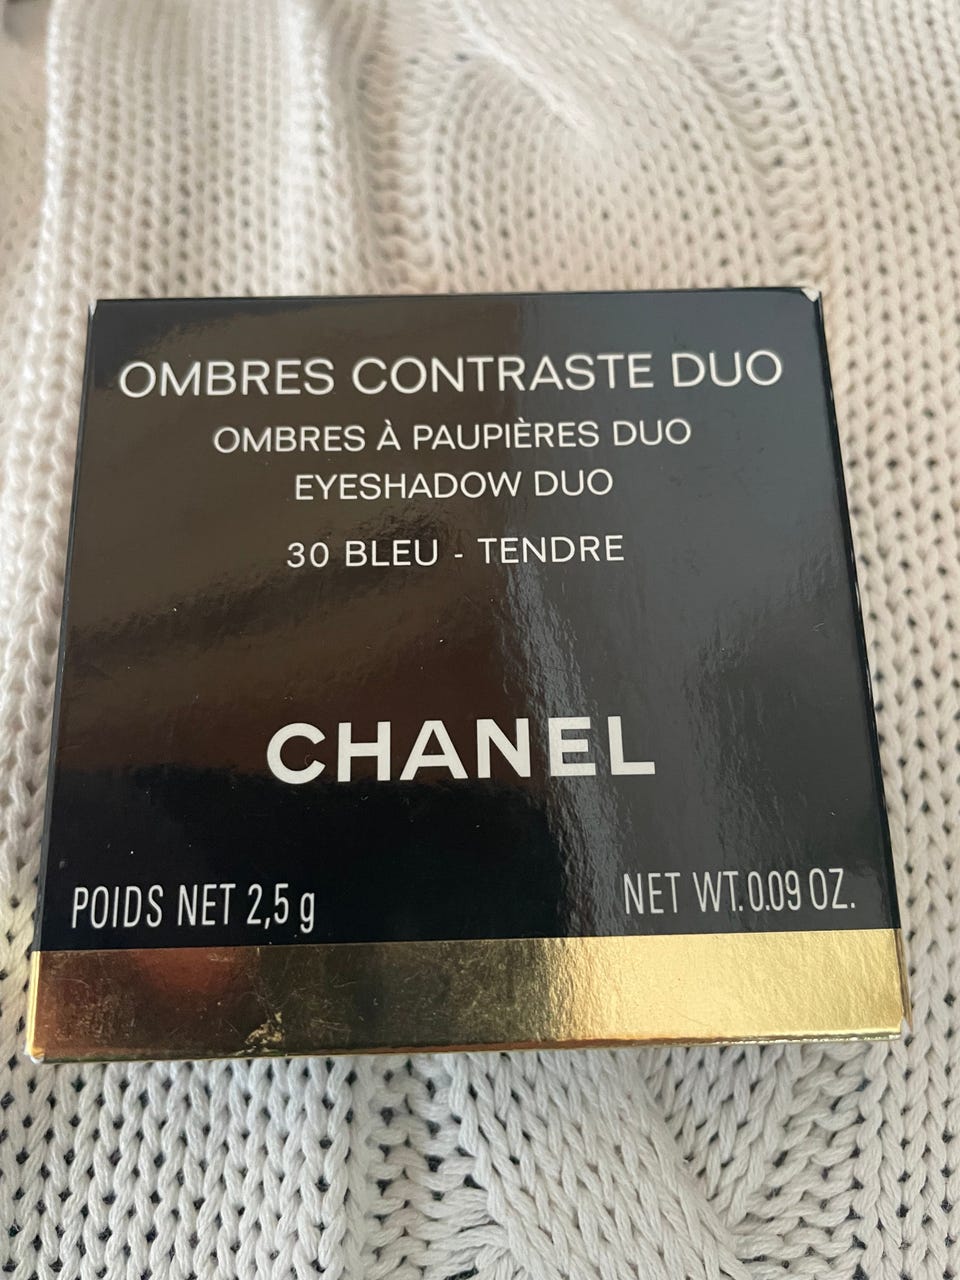 OMBRES CONTRASTE DUO
OMBRES À PAUPIÈRES DUO
EYESHADOW DUO
30 BLEU - TENDRE
CHANEL
POIDS NET 2,5 g NET WT. 0.09 OZ.